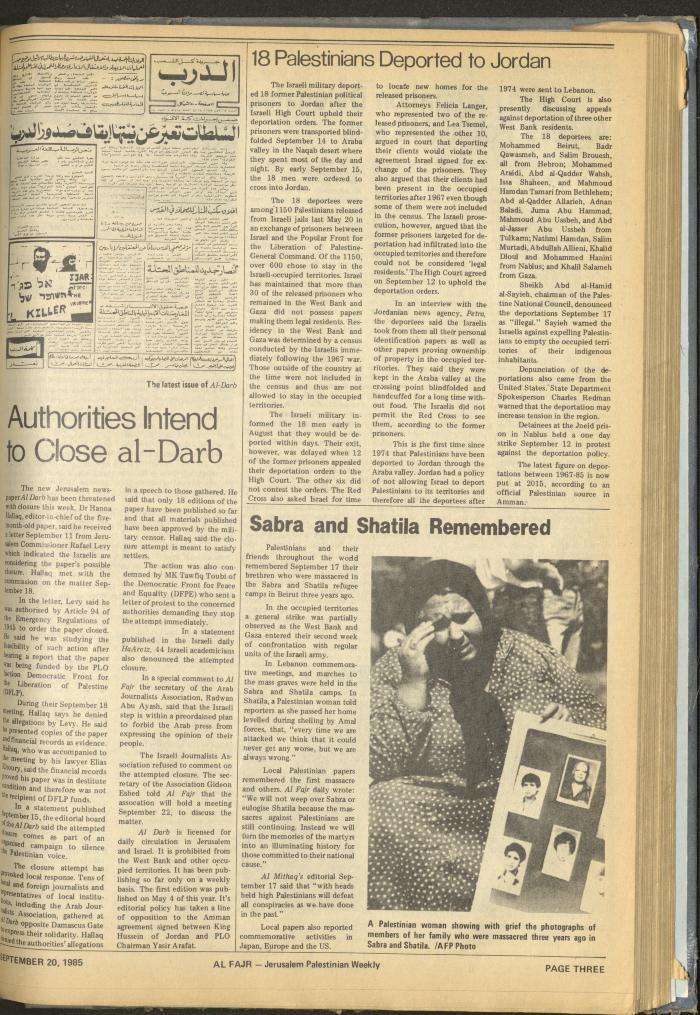 الدرب
السلطات تعبّر عن نيّتها ايقاف صدور الدرب
KILLER
The latest issue of Al-Darb
Authorities Intend
to Close al-Darb
The new Jerusalem news-
paper Al Darb has been threatened
with closure this week. Dr Hanna
Hallaq, editor-in-chief of the five-
month-old paper, said he received
a letter September 11 from Jeru-
salem Commissioner Rafael Levy
which indicated the Israelis are
considering the paper's possible
closure. Hallaq met with the
commission on the matter Sep-
tember 18.
In the letter, Levy said he
was authorised by Article 94 of
the Emergency Regulations of
1945 to order the paper closed.
He said he was studying the
feasibility of such action after
hearing a report that the paper
was being funded by the PLO
faction Democratic Front for
the Liberation of Palestine
(DFLP).
During their September 18
meeting, Hallaq says he denied
the allegations by Levy. He said
he presented copies of the paper
and financial records as evidence.
Hallaq, who was accompanied to
the meeting by his lawyer Elias
Khoury, said the financial records
proved his paper was in destitute
condition and therefore was not
the recipient of DFLP funds.
In a statement published
September 15, the editorial board
of the Al Darb said the attempted
closure comes as part of an
organised campaign to silence
the Palestinian voice.
The closure attempt has
provoked local response. Tens of
local and foreign journalists and
representatives of local institu-
tions, including the Arab Jour-
nalists Association, gathered at
Al Darb opposite Damascus Gate
to express their solidarity. Hallaq
denied the authorities' allegations
in a speech to those gathered. He
said that only 18 editions of the
paper have been published so far
and that all materials published
have been approved by the mili-
tary censor. Hallaq said the clo-
sure attempt is meant to satisfy
settlers.
The action was also con-
demned by MK Tawfiq Toubi of
the Democratic Front for Peace
and Equality (DFPE) who sent a
letter of protest to the concerned
authorities demanding they stop
the attempt immediately.
In a statement
published in the Israeli daily
HaAretz, 44 Israeli academicians
also denounced the attempted
closure.
In a special comment to Al
Fajr the secretary of the Arab
Journalists Association, Radwan
Abu Ayash, said that the Israeli
step is within a preordained plan
to forbid the Arab press from
expressing the opinion of their
people.
The Israeli Journalists As-
sociation refused to comment on
the attempted closure. The sec-
retary of the Association Gideon
Eshed told Al Fajr that the
assocation will hold a meeting
September 22, to discuss the
matter.
Al Darb is licensed for
daily circulation in Jerusalem
and Israel. It is prohibited from
the West Bank and other occu-
pied territories. It has been pub-
lishing so far only on a weekly
basis. The first edition was pub-
lished on May 4 of this year. It's
editorial policy has taken a line
of opposition to the Amman
agreement signed between King
Hussein of Jordan and PLO
Chairman Yasir Arafat.
18 Palestinians Deported to Jordan
The Israeli military deport-
ed 18 former Palestinian political
prisoners to Jordan after the
Israeli High Court upheld their
deportation orders. The former
prisoners were transported blind-
folded September 14 to Araba
valley in the Naqab desert where
they spent most of the day and
night. By early September 15,
the 18 men were ordered to
cross into Jordan.
The 18 deportees were
among 1150 Palestinians released
from Israeli jails last May 20 in
an exchange of prisoners between
Israel and the Popular Front for
the Liberation of Palestine-
General Command. Of the 1150,
over 600 chose to stay in the
Israeli-occupied territories. Israel
has maintained that more than
30 of the released prisoners who
remained in the West Bank and
Gaza did not possess papers
making them legal residents. Res-
idency in the West Bank and
Gaza was determined by a census
conducted by the Israelis imme-
diately following the 1967 war.
Those outside of the country
at the time were not included in
the census and thus are not
allowed to stay in the occupied
territories.
The Israeli military in-
formed the 18 men early in
August that they would be de-
ported within days. Their exit,
however, was delayed when 12
of the former prisoners appealed
their deportation orders to the
High Court. The other six did
not contest the orders. The Red
Cross also asked Israel for time
to locate new homes for the
released prisoners.
Attorneys Felicia Langer,
who represented two of the re-
leased prisoners, and Lea Tsemel,
who represented the other 10,
argued in court that deporting
their clients would violate the
agreement Israel signed for ex-
change of the prisoners. They
also argued that their clients had
been present in the occupied
territories after 1967 even though
some of them were not included
in the census. The Israeli prose-
cution, however, argued that the
former prisoners targeted for de-
portation had infiltrated into the
occupied territories and therefore
could not be considered 'legal
residents.' The High Court agreed
on September 12 to uphold the
deportation orders.
In an interview with the
Jordanian news agency, Petra,
the deportees said the Israelis
took from them all their personal
identification papers as well as
other papers proving ownership
of property in the occupied ter-
ritories. They said they were
kept in the Araba valley at the
crossing point blindfolded and
handcuffed for a long time with-
out food. The Israelis did not
permit the Red Cross to see
them, according to the former
prisoners.
This is the first time since
1974 that Palestinians have been
deported to Jordan through the
Araba valley. Jordan had a policy
of not allowing Israel to deport
Palestinians to its territories and
therefore all the deportees after
1974 were sent to Lebanon.
The High Court is also
presently discussing appeals
against deportation of three other
West Bank residents.
The 18 deportees, are:
Mohammed Beirut, Badr
Qawasmeh, and Salim Brouesh,
all from Hebron; Mohammed
Araidi, Abd al-Qadder Wahsh,
Issa Shaheen, and Mahmoud
Hamdan Tamari from Bethlehem;
Abd al-Qadder Allarieh, Adnan
Baladi, Juma Abu Hammad,
Mahmoud Abu Ussbeh, and Abd
al-Jasser Abu Ussbeh from
Tulkarm; Nathmi Hamdan, Salim
Murtadi, Abdullah Allieni, Khalid
Dloul and Mohammed Hanini
from Nablus; and Khalil Salameh
from Gaza.
Sheikh Abd al-Hamid
al-Sayieh, chairman of the Pales-
tine National Council, denounced
the deportations September 17
as "illegal." Sayieh warned the
Israelis against expelling Palestin-
ians to empty the occupied terri-
tories of their indigenous
inhabitants.
Denunciation of the de-
portations also came from the
United States. State Department
Spokesperson Charles Redman
warned that the deportation may
increase tension in the region.
Detainees at the Jneid pris-
on in Nablus held a one day
strike September 12 in protest
against the deportation policy.
The latest figure on depor-
tations between 1967-85 is now
put at 2015, according to an
official Palestinian source in
Amman.
Sabra and Shatila Remembered
Palestinians and their
friends throughout the world
remembered September 17 their
brethren who were massacred in
the Sabra and Shatila refugee
camps in Beirut three years ago.
In the occupied territories
a general strike was partially
observed as the West Bank and
Gaza entered their second week
of confrontation with regular
units of the Israeli army.
In Lebanon commemora-
tive meetings, and marches to
the mass graves were held in the
Sabra and Shatila camps. In
Shatila, a Palestinian woman told
reporters as she passed her home
levelled during shelling by Amal
forces, that, "every time we are
attacked we think that it could
never get any worse, but we are
always wrong."
Local Palestinian papers
remembered the first massacre
and others. Al Fajr daily wrote:
"We will not weep over Sabra or
eulogise Shatila because the mas-
sacres against Palestinians are
still continuing. Instead we will
turn the memories of the martyrs
into an illuminating history for
those committed to their national
cause."
Al Mithaq's editorial Sep-
tember 17 said that "with heads
held high Palestinians will defeat
all conspiracies as we have done
in the past."
Local papers also reported
commemorative activities in
Japan, Europe and the US.
A Palestinian woman showing with grief the photographs of
members of her family who were massacred three years ago in
Sabra and Shatila. /AFP Photo
SEPTEMBER 20, 1985
AL FAJR — Jerusalem Palestinian Weekly
PAGE THREE